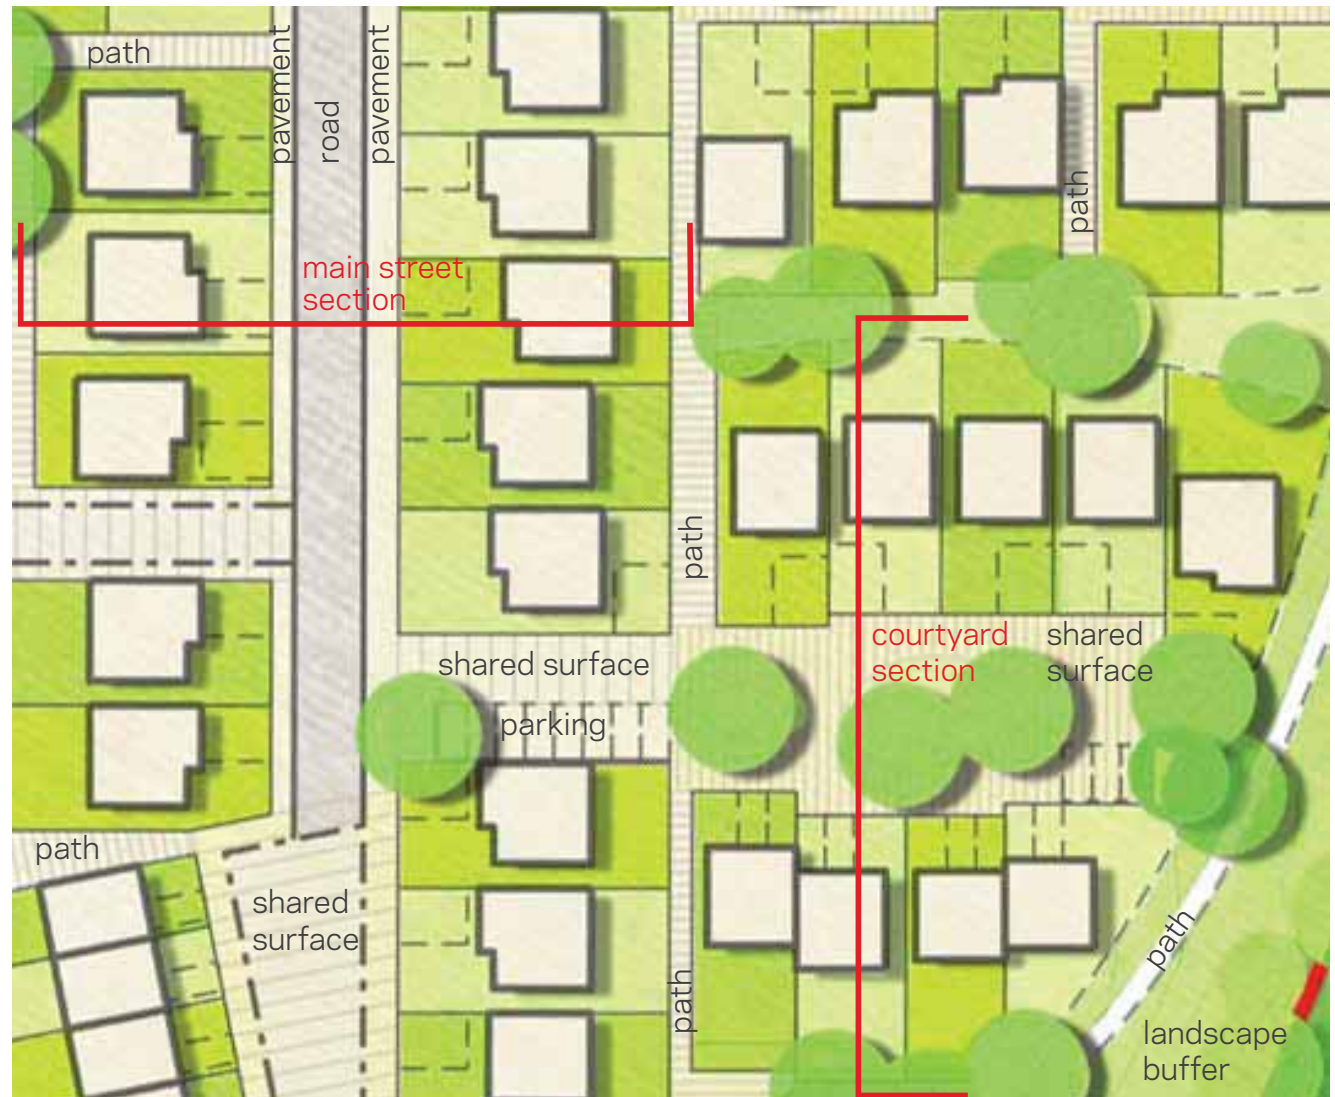 path
pavement
road
pavement
path
main street
section
path
courtyard
section
shared
surface
shared surface
parking
path
shared
surface
path
path
landscape
buffer